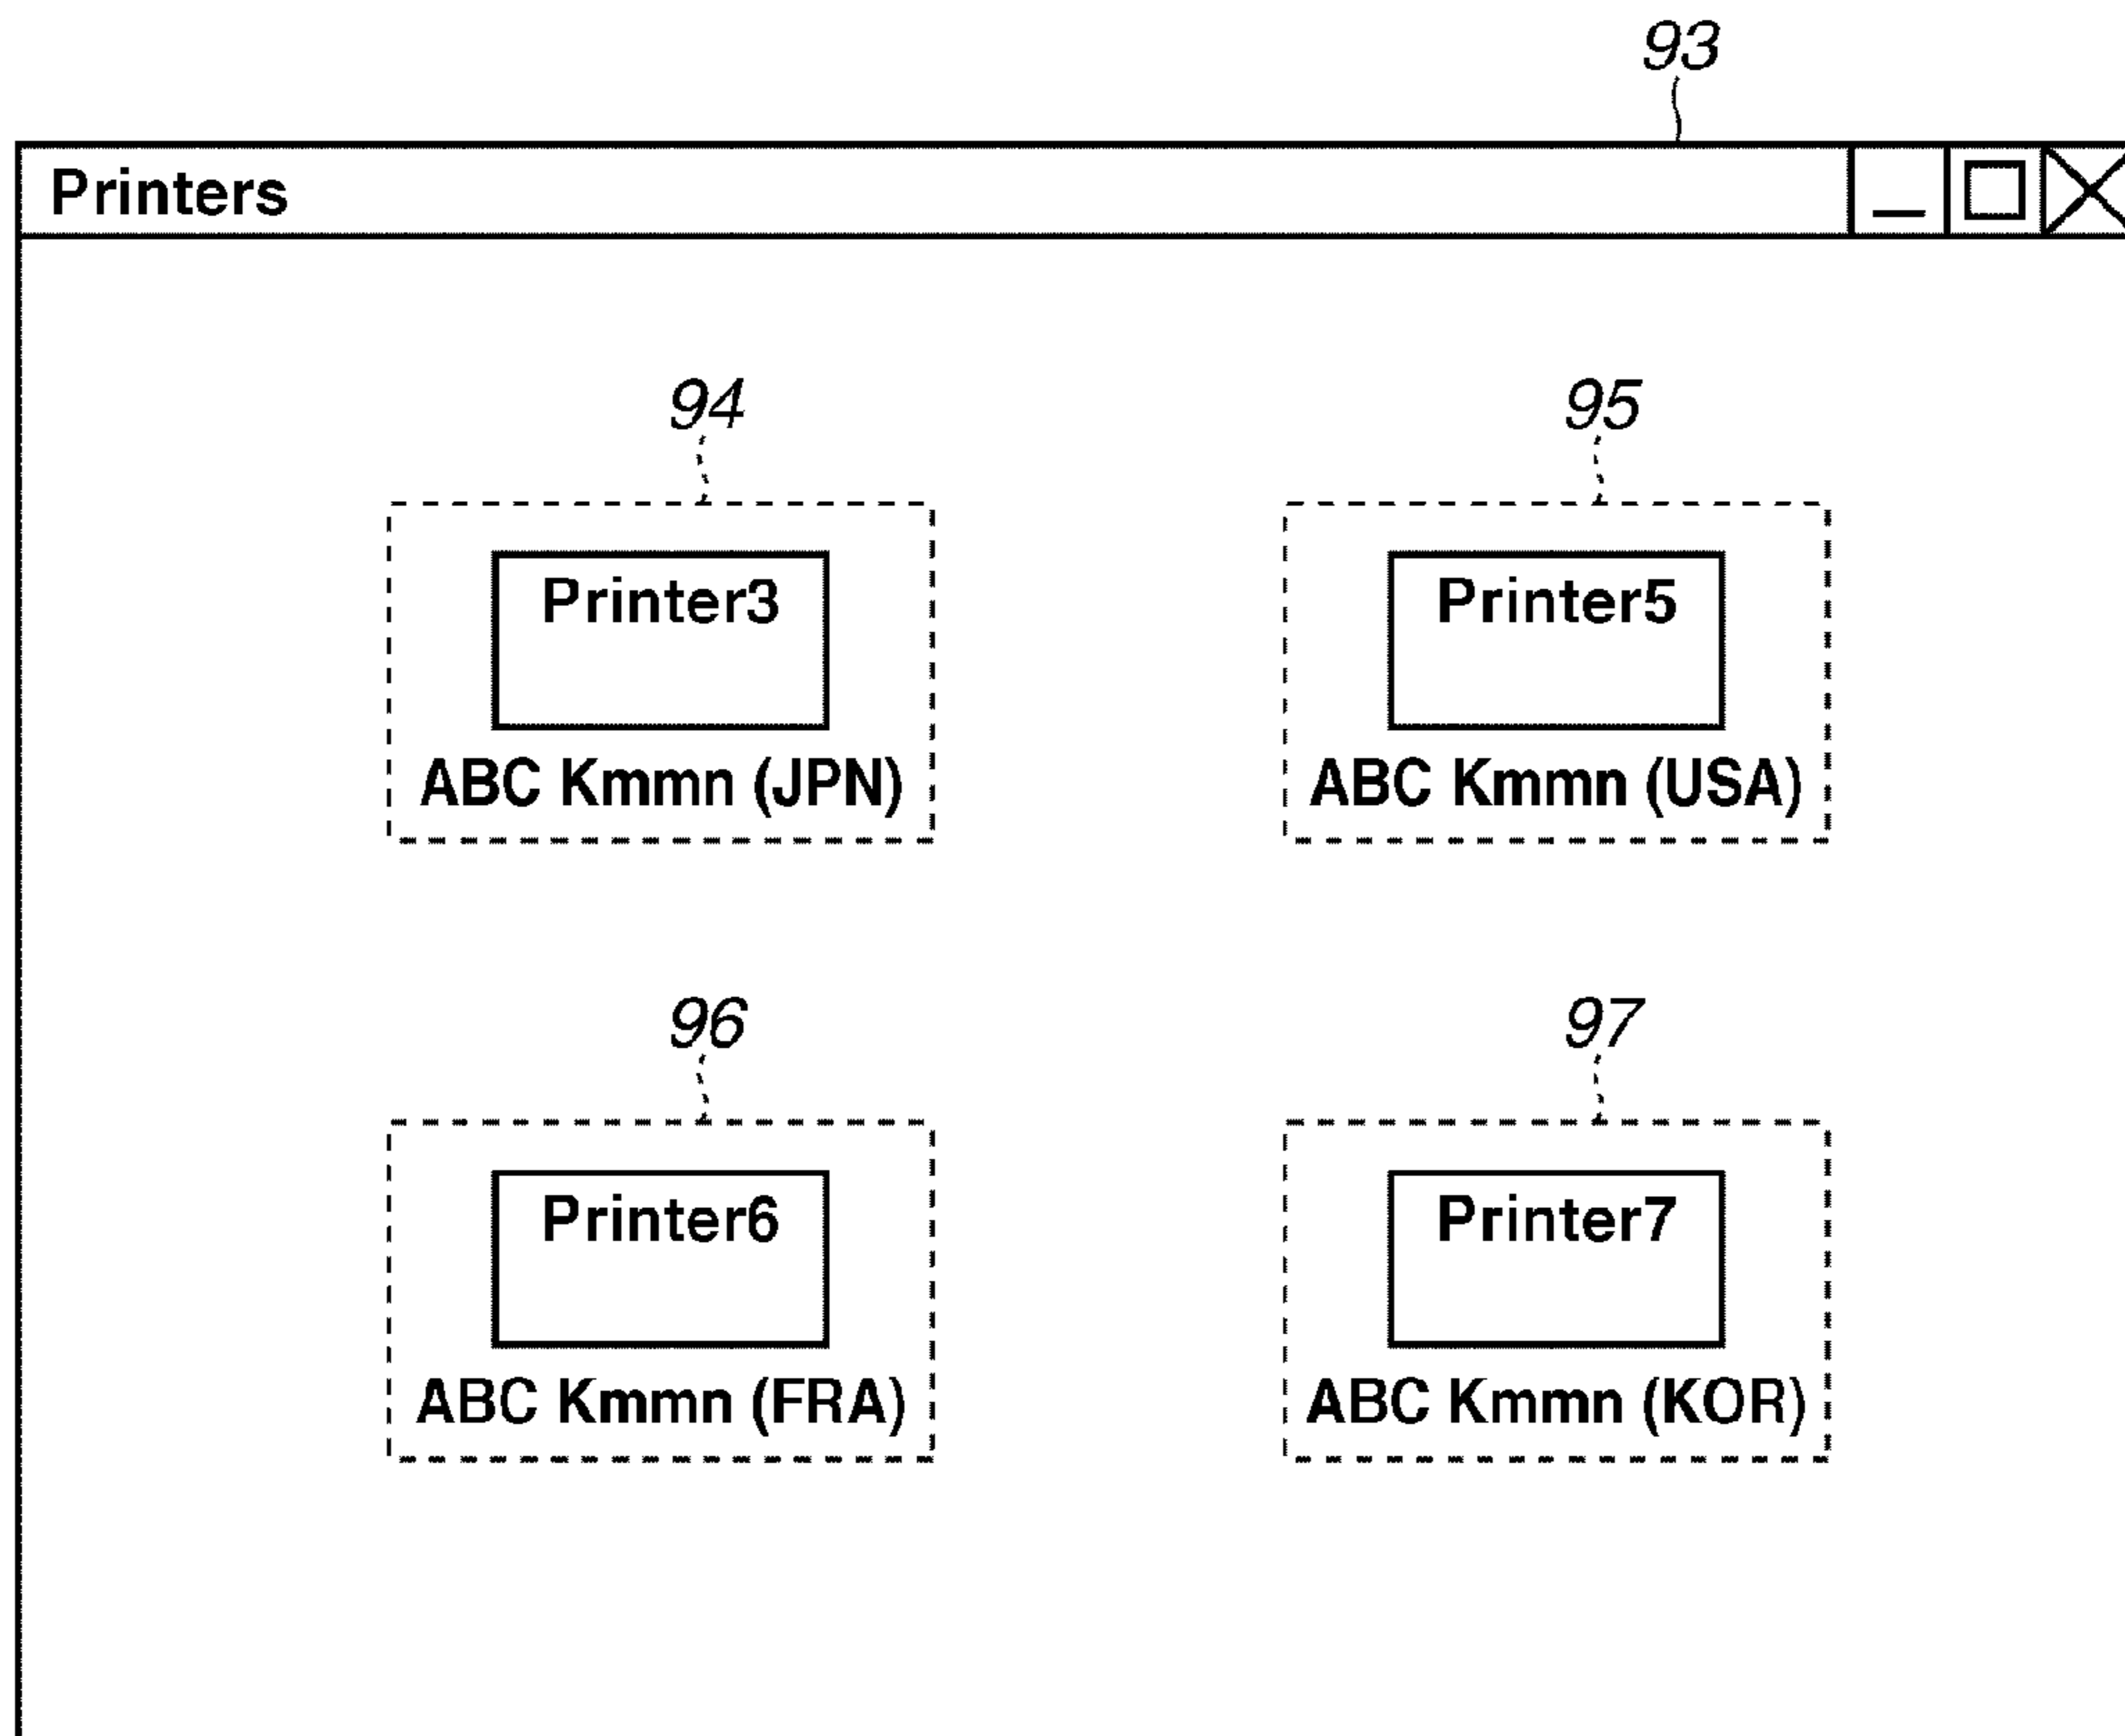 93
Printers
94
95
Printer3
Printer5
ABC Kmmn (JPN)
ABC Kmmn (USA)
96
97
Printer6
Printer7
ABC Kmmn (FRA)
ABC Kmmn (KOR)